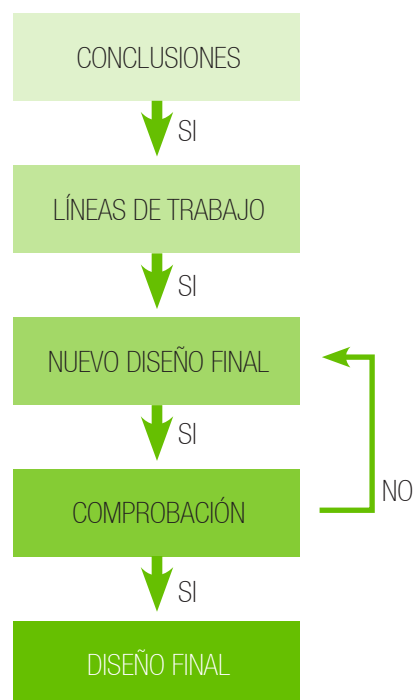 CONCLUSIONES
SI
LÍNEAS DE TRABAJO
SI
NUEVO DISEÑO FINAL
SI
NO
COMPROBACIÓN
SI
DISEÑO FINAL